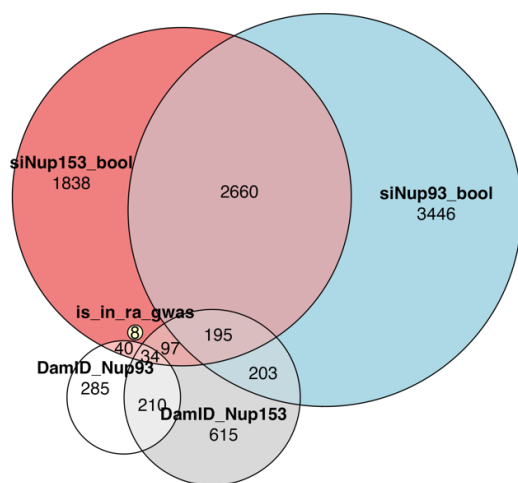 siNup153_bool
1838
2660
siNup93_bool
3446
is_in_ra_gwas
8
195
40
34
97
DamID_Nup93
285
203
210
DamID_Nup153
615